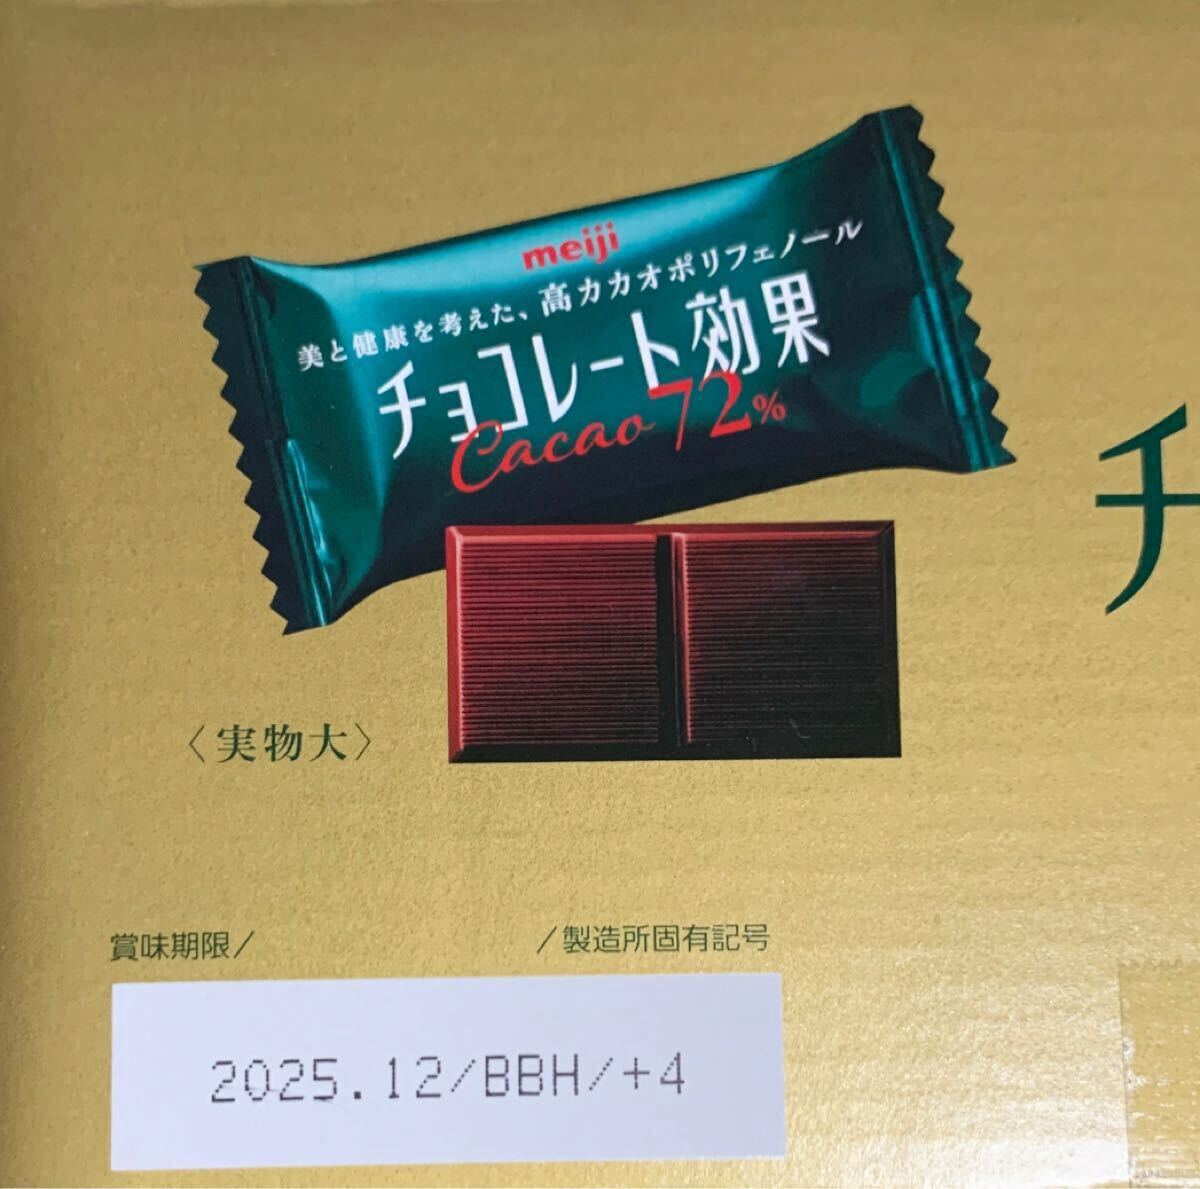 meiji
美と健康を考えた、高カカオポリフェノール
チョコレート効果
Cacao 72%
チ
〈実物大〉
賞味期限/ /製造所固有記号
2025.12/BBH/+4